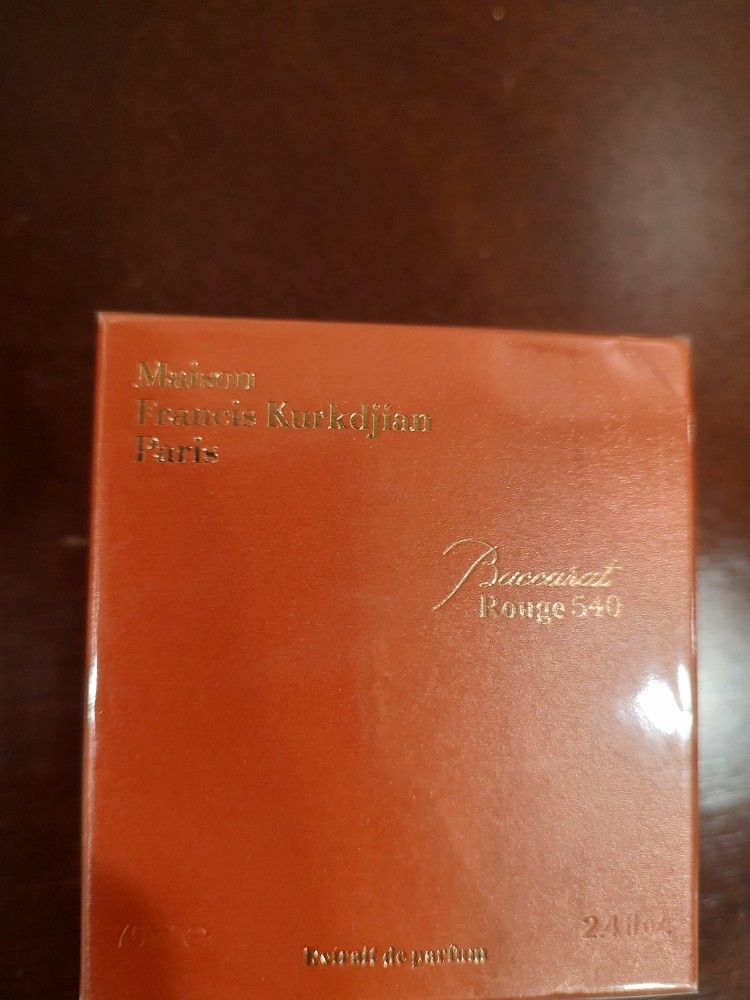 Maison
Francis Kurkdjian
Paris
Baccarat
Rouge 540
2.4 fl oz.
Extrait de parfum